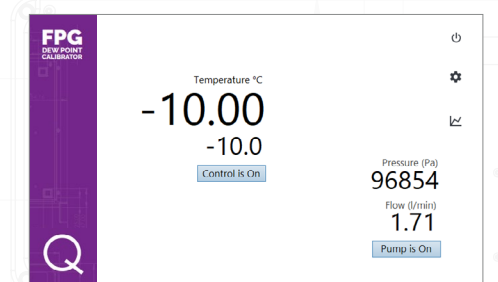 FPG
DEW POINT
CALIBRATOR
Temperature °C
-10.00
-10.0
Control is On
Pressure (Pa)
96854
Flow (l/min)
1.71
Pump is On
Q